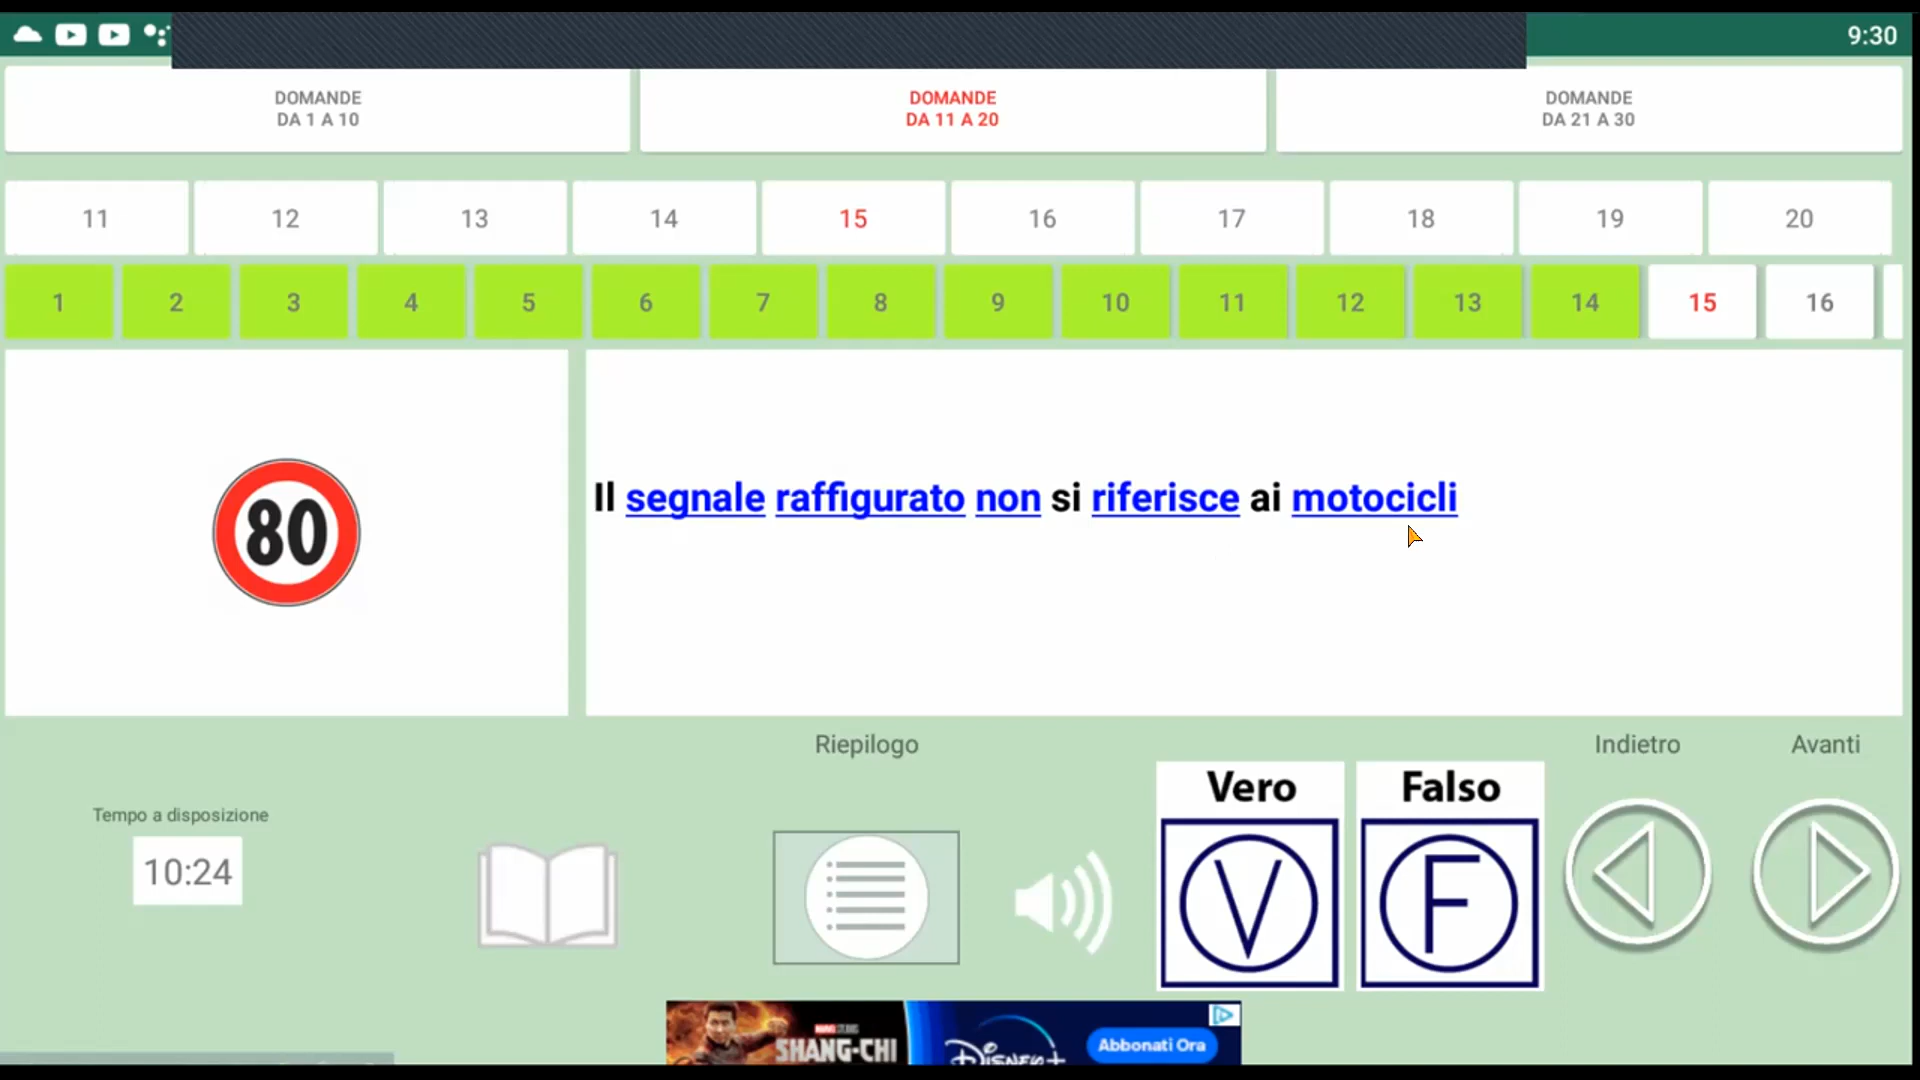 9:30
DOMANDE
DA 1 A 10
DOMANDE
DA 11 A 20
DOMANDE
DA 21 A 30
11 12 13 14 15 16 17 18 19 20
1 2 3 4 5 6 7 8 9 10 11 12 13 14 15 16
80
Il segnale raffigurato non si riferisce ai motocicli
Riepilogo
Indietro
Avanti
Tempo a disposizione
10:24
Vero
Falso
V
F
SHANG-CHI
DISNEY+
Abbonati Ora